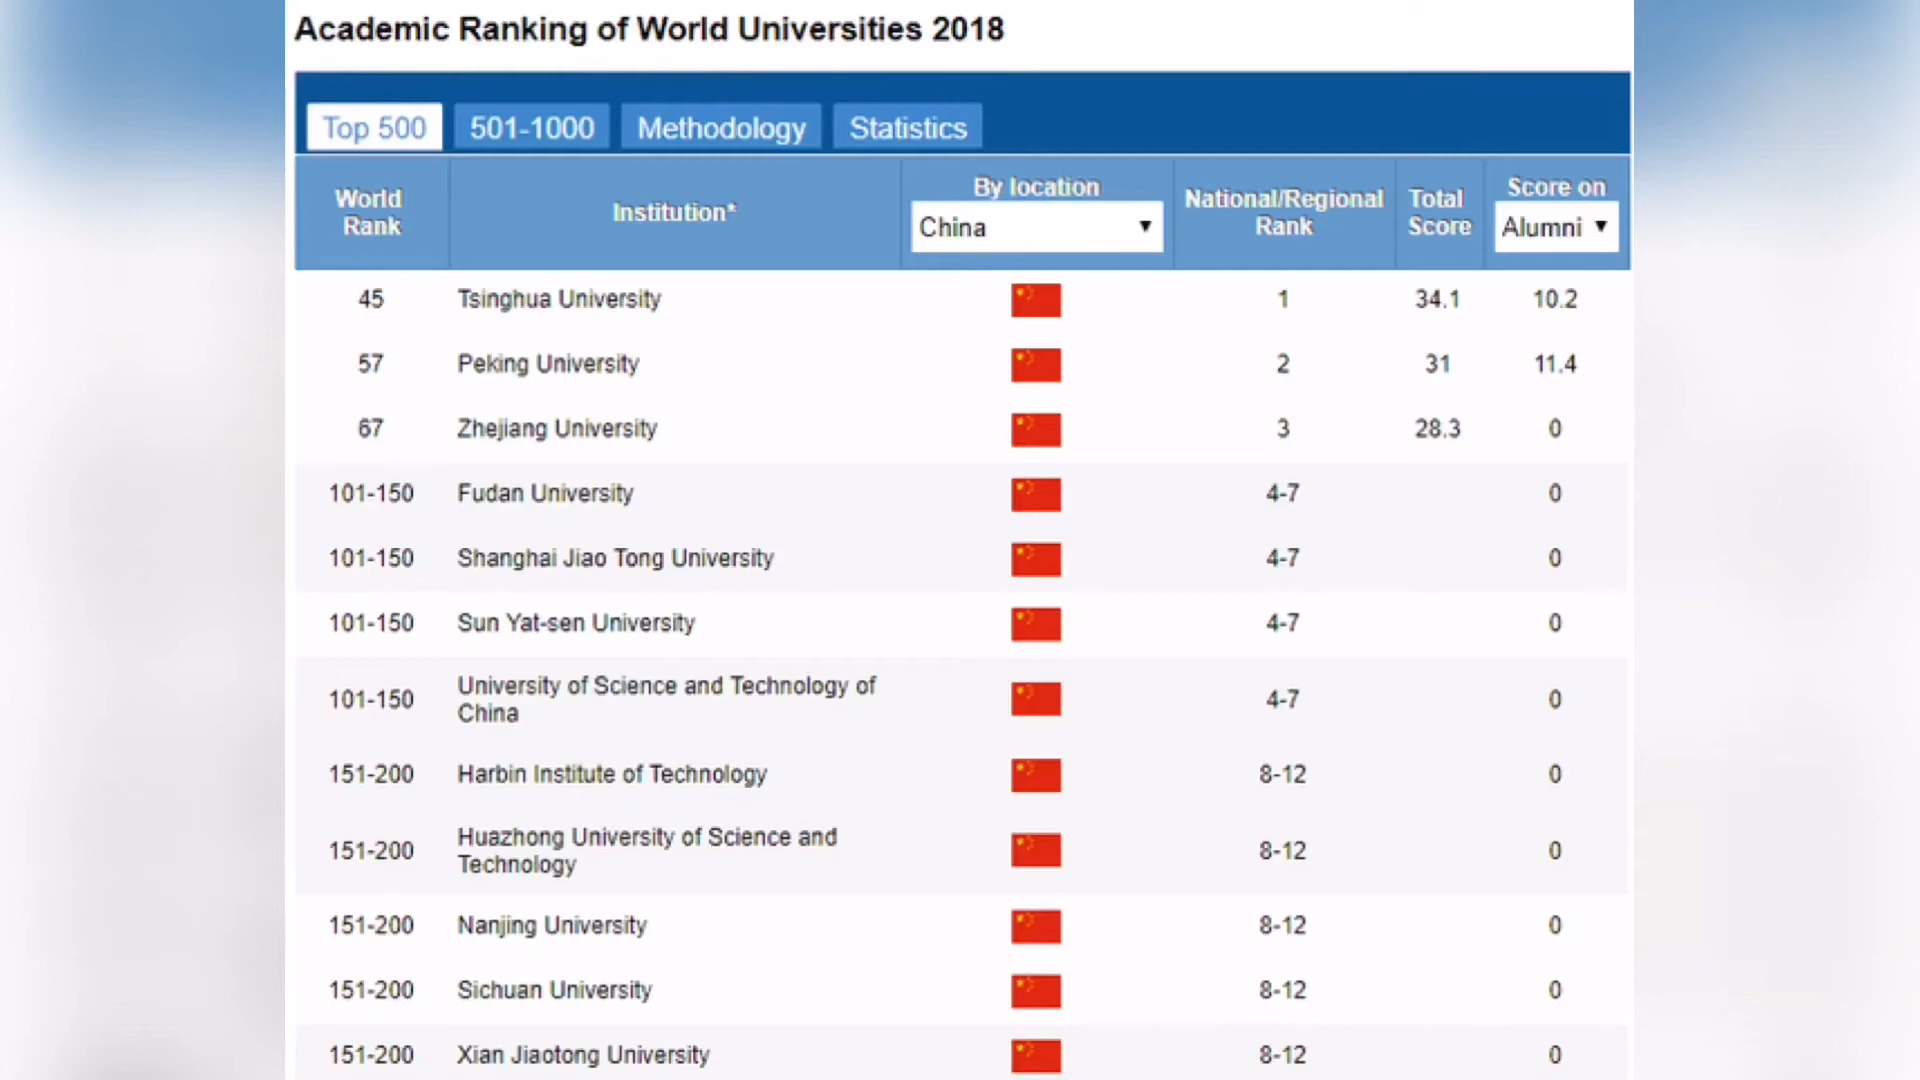 Academic Ranking of World Universities 2018
Top 500 501-1000 Methodology Statistics
World Rank Institution* By location China National/Regional Rank Total Score Score on Alumni
45 Tsinghua University 1 34.1 10.2
57 Peking University 2 31 11.4
67 Zhejiang University 3 28.3 0
101-150 Fudan University 4-7 0
101-150 Shanghai Jiao Tong University 4-7 0
101-150 Sun Yat-sen University 4-7 0
101-150 University of Science and Technology of China 4-7 0
151-200 Harbin Institute of Technology 8-12 0
151-200 Huazhong University of Science and Technology 8-12 0
151-200 Nanjing University 8-12 0
151-200 Sichuan University 8-12 0
151-200 Xian Jiaotong University 8-12 0